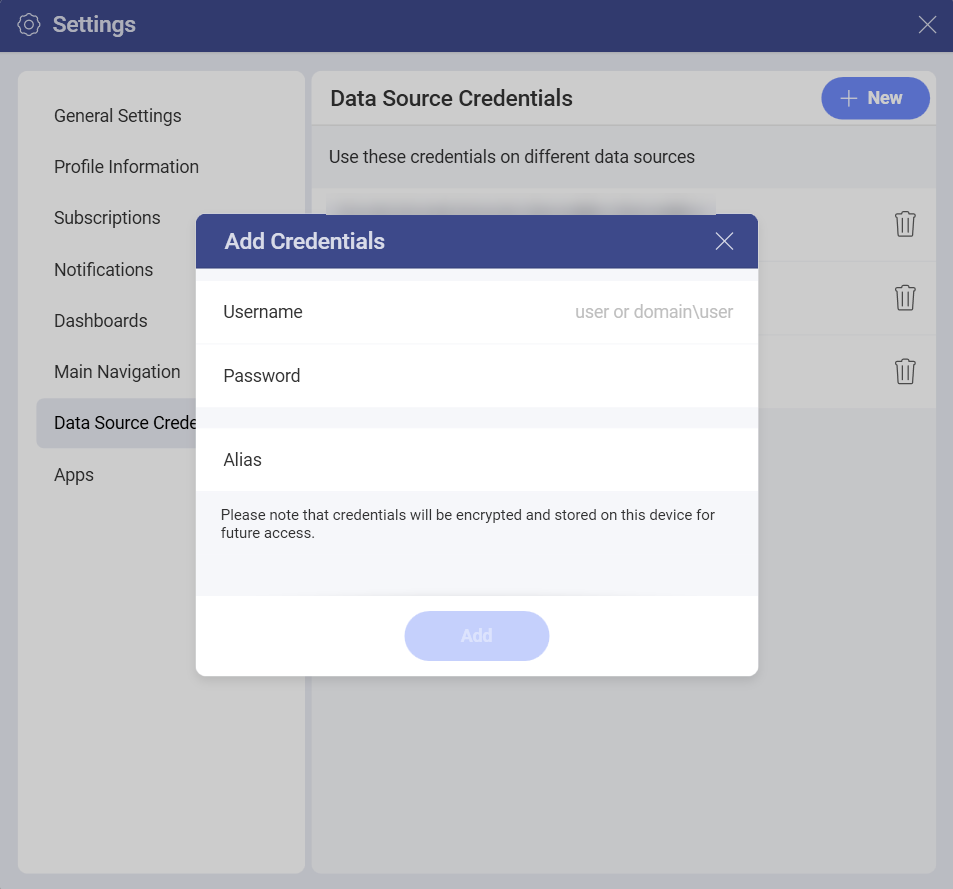 Settings
General Settings
Profile Information
Subscriptions
Notifications
Dashboards
Main Navigation
Data Source Crede
Apps
Data Source Credentials
New
Use these credentials on different data sources
Add Credentials
Username
user or domain\user
Password
Alias
Please note that credentials will be encrypted and stored on this device for
future access.
Add